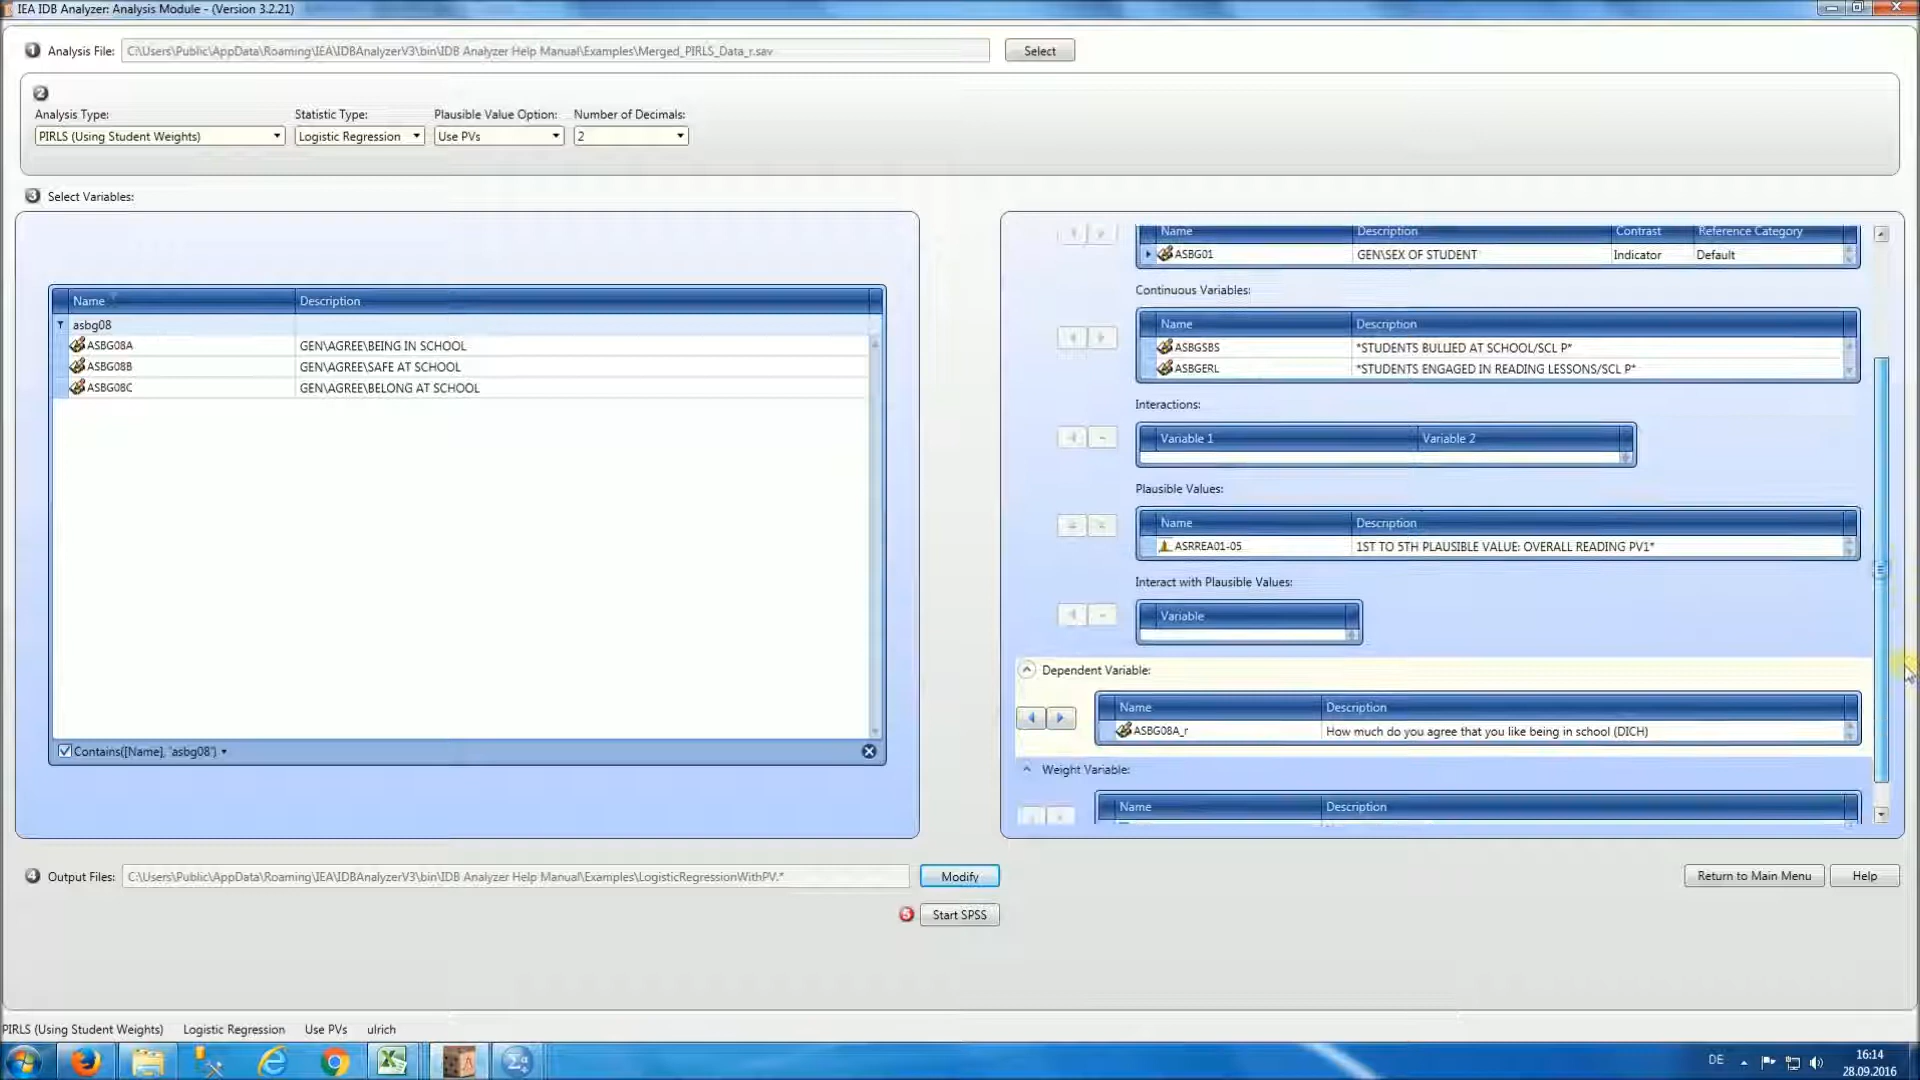 IEA IDB Analyzer: Analysis Module - (Version 3.2.21)
1 Analysis File: C:\Users\Public\AppData\Roaming\IEA\IDBAnalyzerV3\bin\IDB Analyzer Help Manual\Examples\Merged_PIRLS_Data_r.sav Select
2
Analysis Type: Statistic Type: Plausible Value Option: Number of Decimals:
PIRLS (Using Student Weights) Logistic Regression Use PVs 2
3 Select Variables:
Name Description
asbg08
ASBG08A GEN\AGREE\BEING IN SCHOOL
ASBG08B GEN\AGREE\SAFE AT SCHOOL
ASBG08C GEN\AGREE\BELONG AT SCHOOL
Contains([Name], 'asbg08')
Name Description Contrast Reference Category
ASBG01 GEN\SEX OF STUDENT Indicator Default
Continuous Variables:
Name Description
ASBGSBS *STUDENTS BULLIED AT SCHOOL/SCL P*
ASBGERL *STUDENTS ENGAGED IN READING LESSONS/SCL P*
Interactions:
Variable 1 Variable 2
Plausible Values:
Name Description
ASRREA01-05 1ST TO 5TH PLAUSIBLE VALUE: OVERALL READING PV1*
Interact with Plausible Values:
Variable
Dependent Variable:
Name Description
ASBG08A_r How much do you agree that you like being in school (DICH)
Weight Variable:
Name Description
4 Output Files: C:\Users\Public\AppData\Roaming\IEA\IDBAnalyzerV3\bin\IDB Analyzer Help Manual\Examples\LogisticRegressionWithPV.* Modify
Return to Main Menu Help
5 Start SPSS
PIRLS (Using Student Weights) Logistic Regression Use PVs ulrich
DE
16:14
28.09.2016